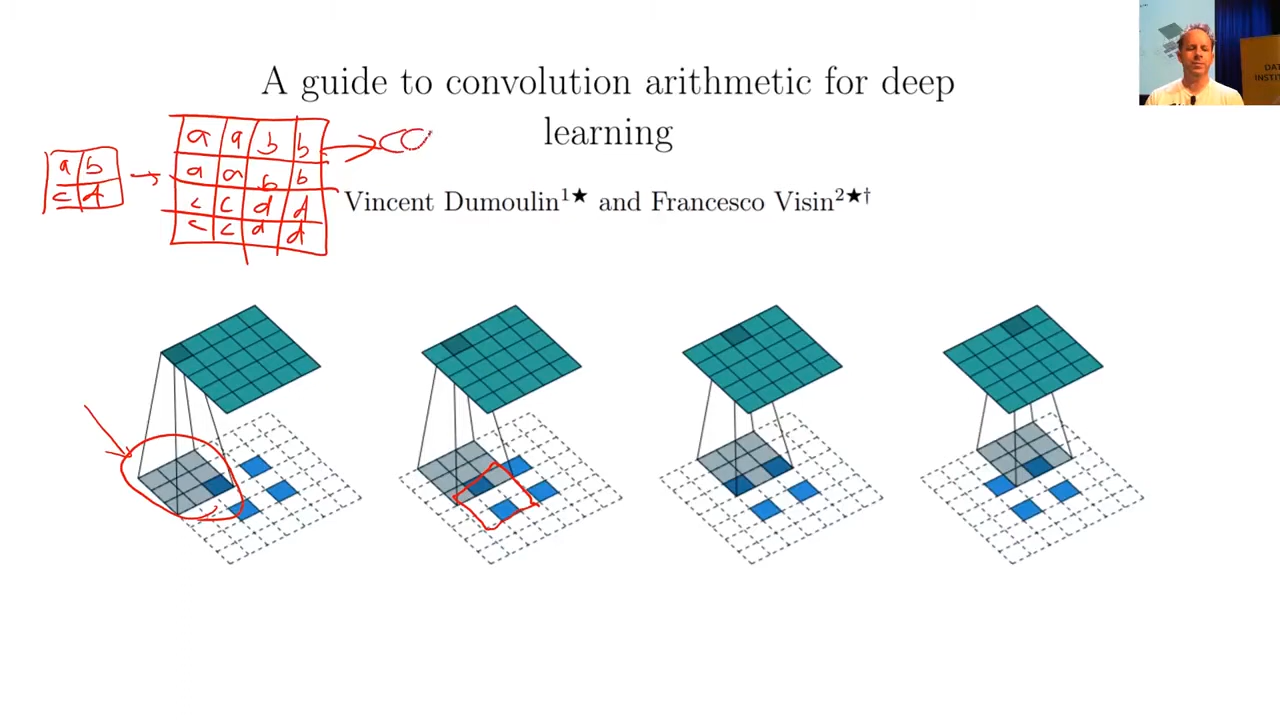 A guide to convolution arithmetic for deep
learning
Vincent Dumoulin¹★ and Francesco Visin²★†
a b
c d
a a b b
a a b b
c c d d
c c d d